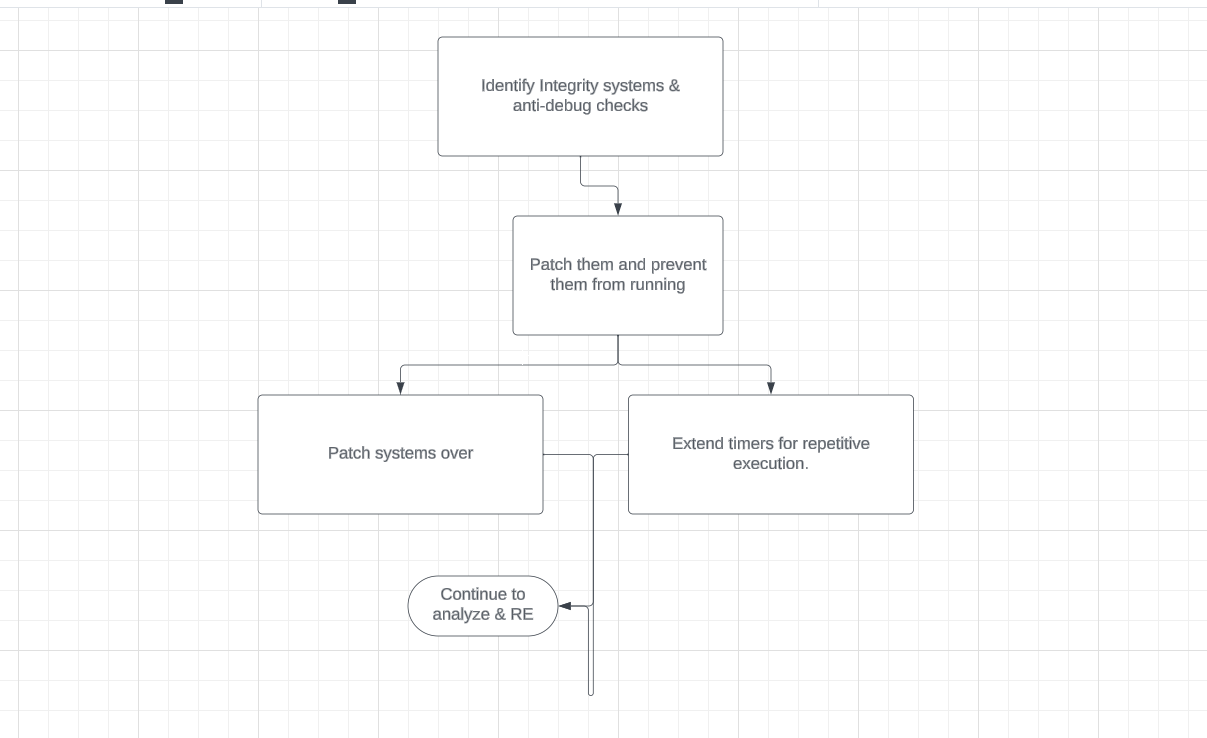 Identify Integrity systems &
anti-debug checks
Patch them and prevent
them from running
Patch systems over
Extend timers for repetitive
execution.
Continue to
analyze & RE